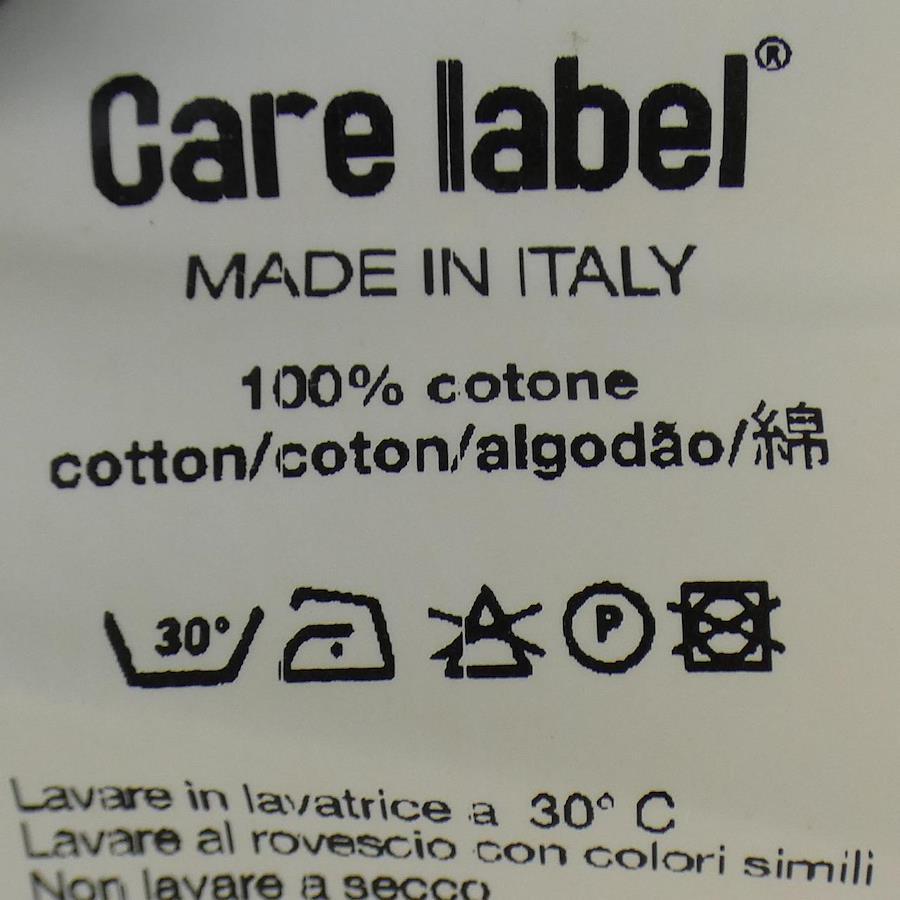 Care label®
MADE IN ITALY
100% cotone
cotton/coton/algodão/綿
30° P
Lavare in lavatrice a 30° C
Lavare al rovescio con colori simili
Non lavare a secco